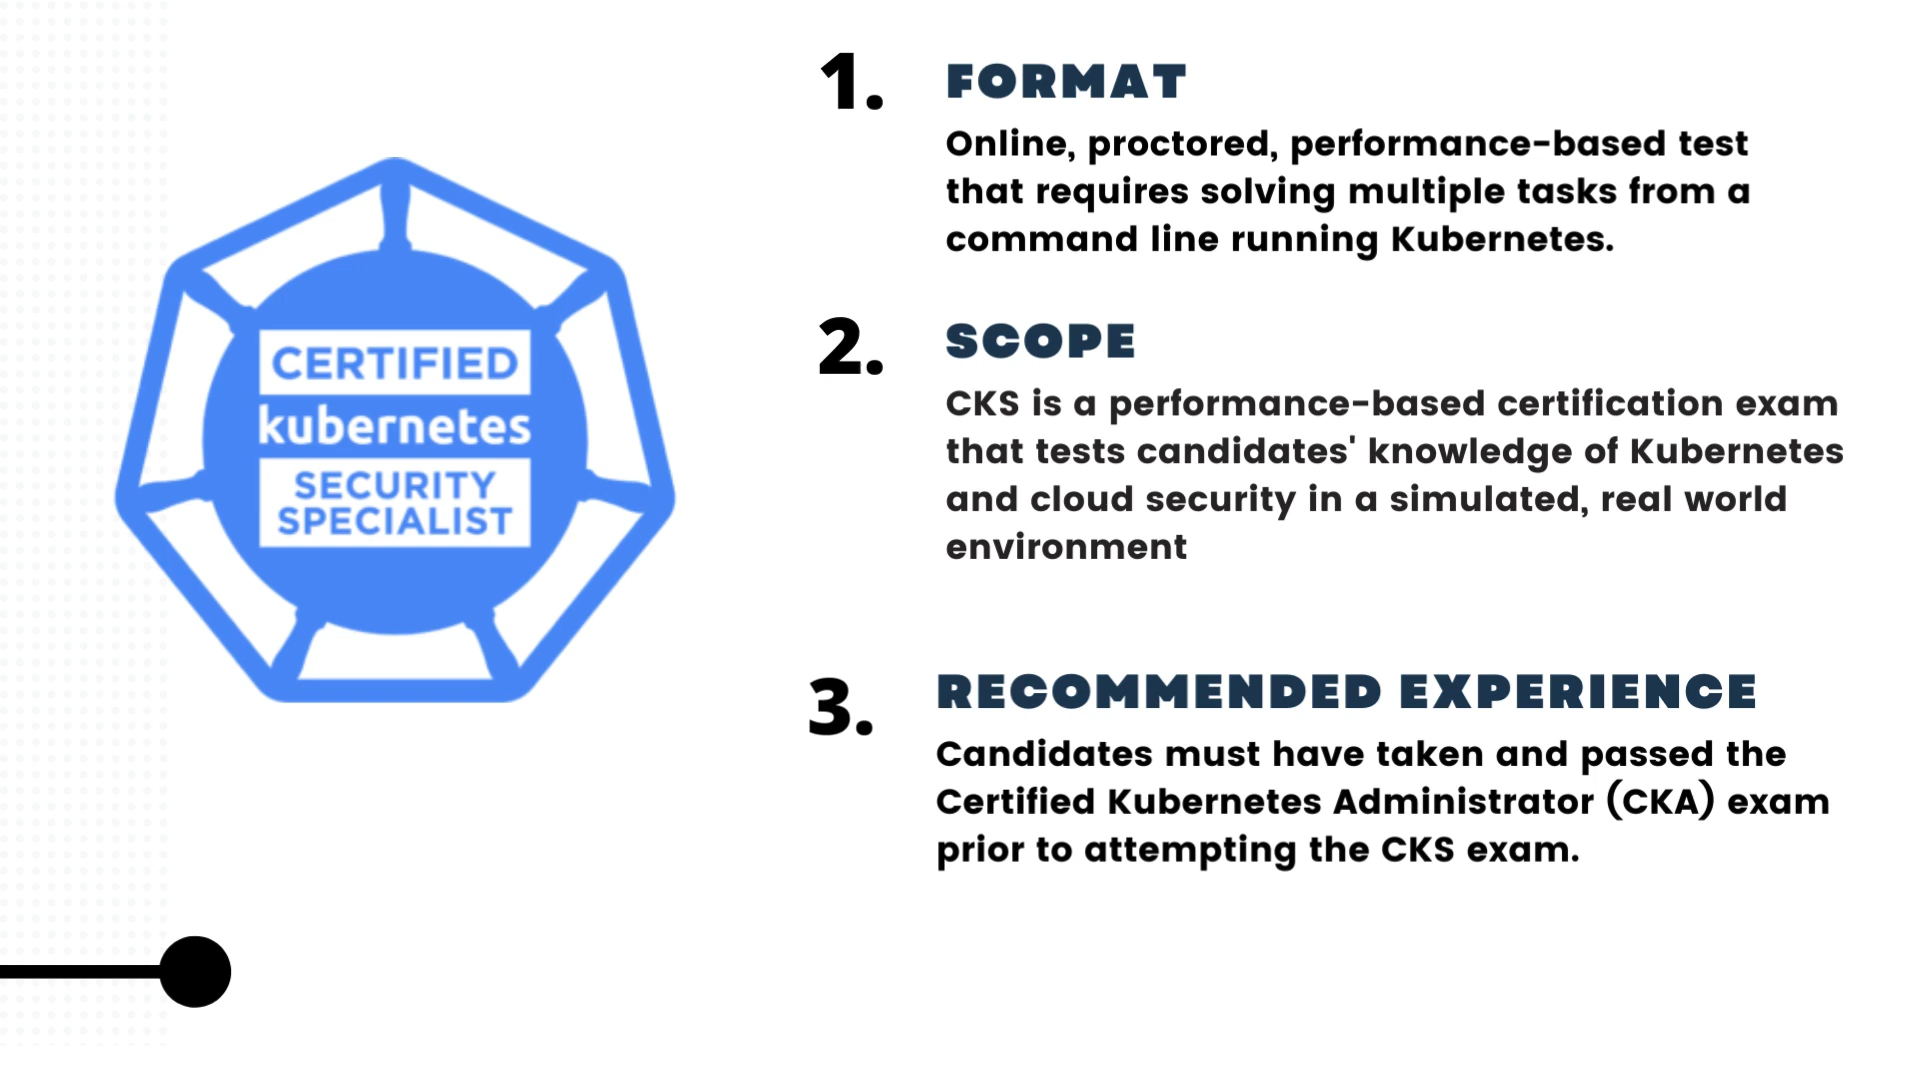 CERTIFIED
kubernetes
SECURITY
SPECIALIST
1.
FORMAT
Online, proctored, performance-based test
that requires solving multiple tasks from a
command line running Kubernetes.
2.
SCOPE
CKS is a performance-based certification exam
that tests candidates' knowledge of Kubernetes
and cloud security in a simulated, real world
environment
3.
RECOMMENDED EXPERIENCE
Candidates must have taken and passed the
Certified Kubernetes Administrator (CKA) exam
prior to attempting the CKS exam.